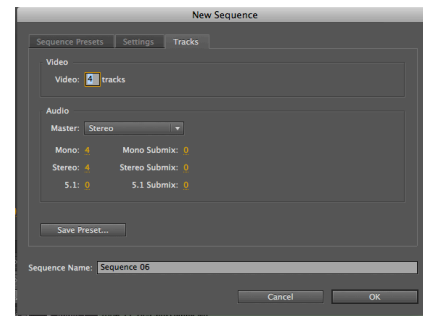 New Sequence
Sequence Presets Settings Tracks
Video
Video: 4 tracks
Audio
Master: Stereo
Mono: 4 Mono Submix: 0
Stereo: 4 Stereo Submix: 0
5.1: 0 5.1 Submix: 0
Save Preset...
Sequence Name: Sequence 06
Cancel OK